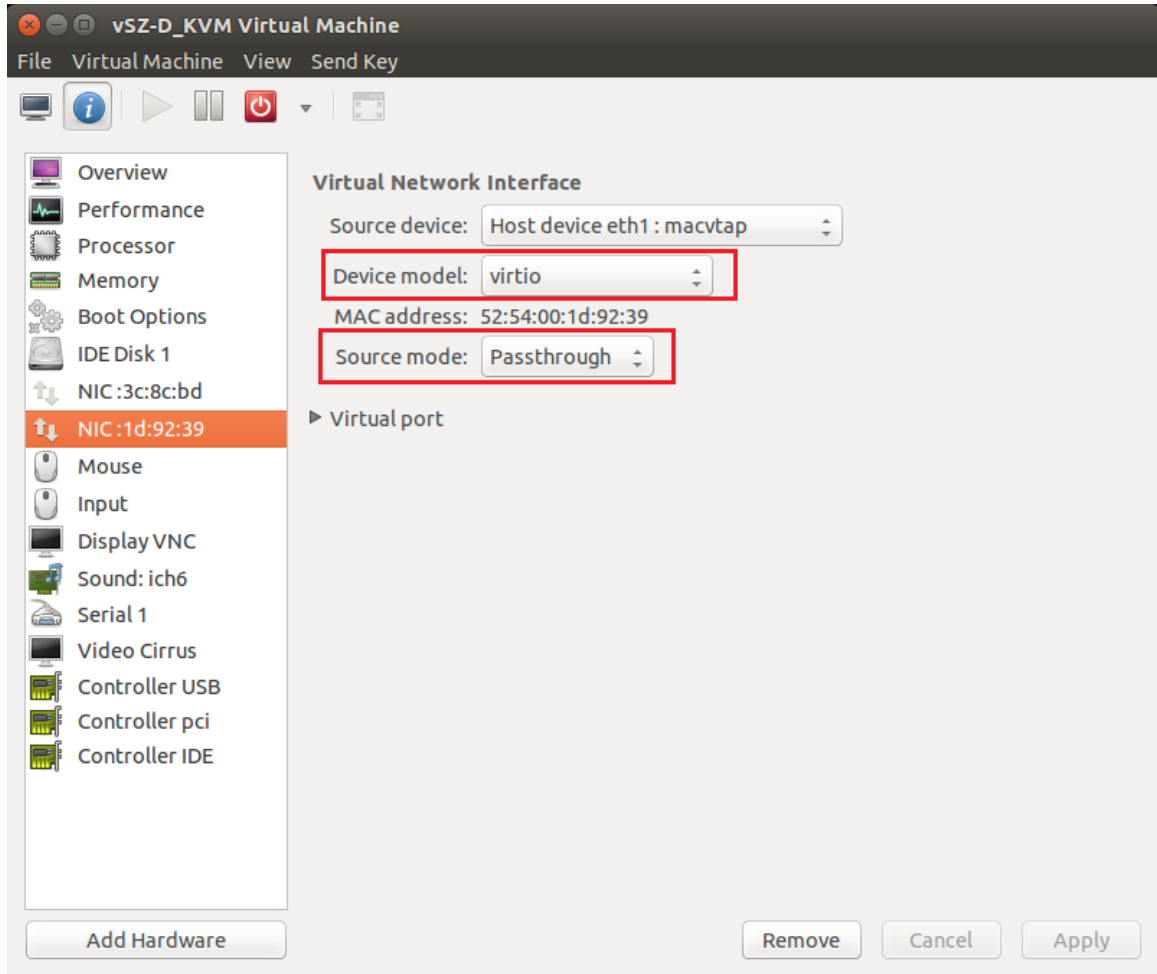 vSZ-D_KVM Virtual Machine
File Virtual Machine View Send Key
Overview
Performance
Processor
Memory
Boot Options
IDE Disk 1
NIC :3c:8c:bd
NIC :1d:92:39
Mouse
Input
Display VNC
Sound: ich6
Serial 1
Video Cirrus
Controller USB
Controller pci
Controller IDE
Add Hardware
Virtual Network Interface
Source device: Host device eth1 : macvtap
Device model: virtio
MAC address: 52:54:00:1d:92:39
Source mode: Passthrough
Virtual port
Remove Cancel Apply